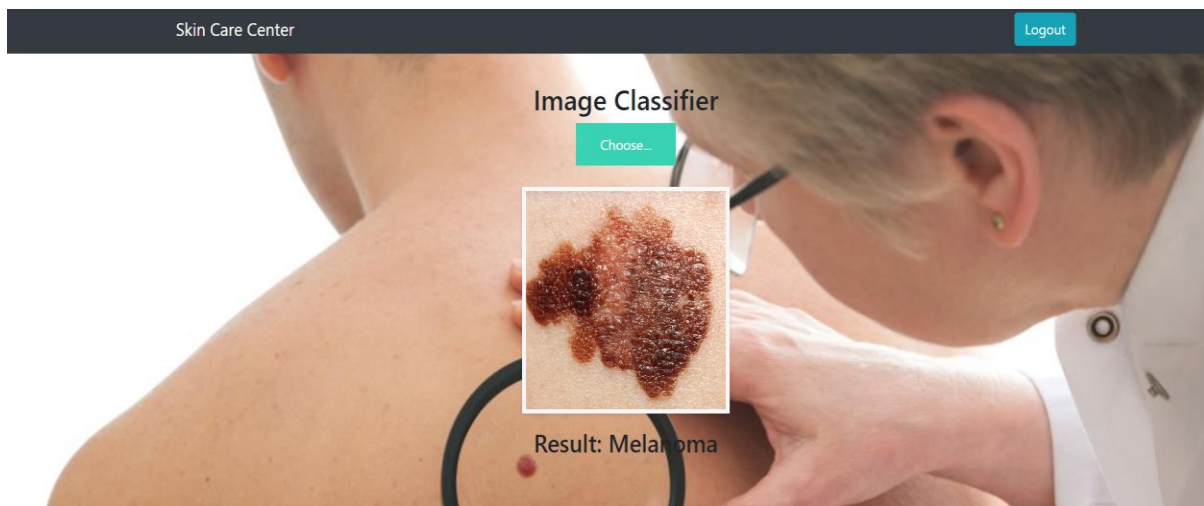 Skin Care Center
Logout
Image Classifier
Choose...
Result: Melanoma